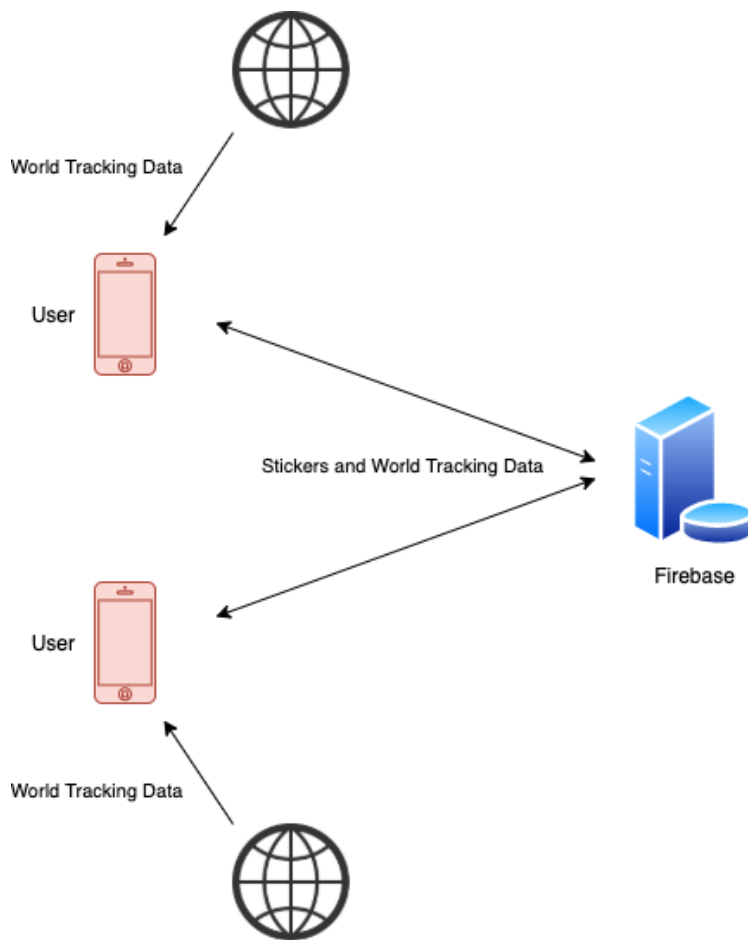 World Tracking Data
User
Stickers and World Tracking Data
Firebase
User
World Tracking Data